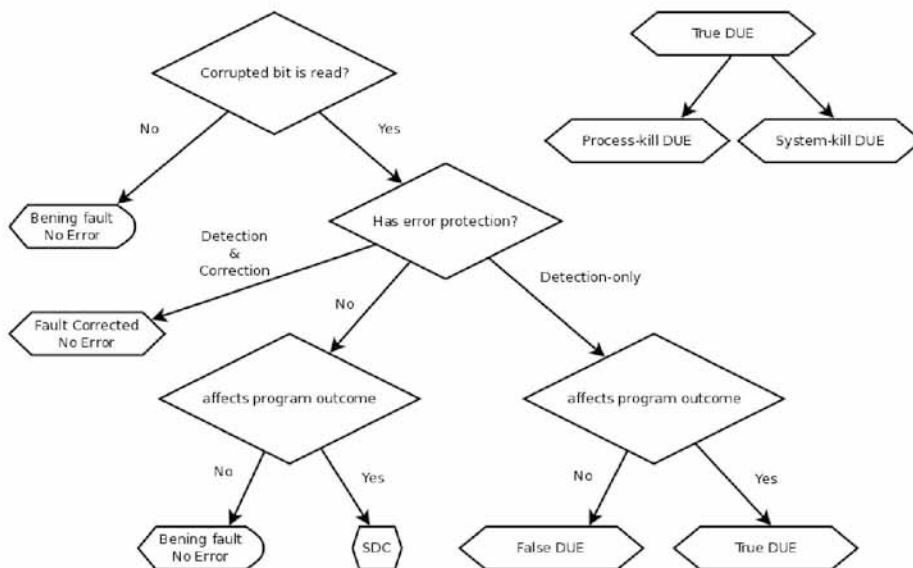 True DUE
Corrupted bit is read?
No
Yes
Process-kill DUE
System-kill DUE
Bening fault
No Error
Has error protection?
Detection
&
Correction
Detection-only
No
Fault Corrected
No Error
affects program outcome
affects program outcome
No
Yes
No
Yes
Bening fault
No Error
SDC
False DUE
True DUE